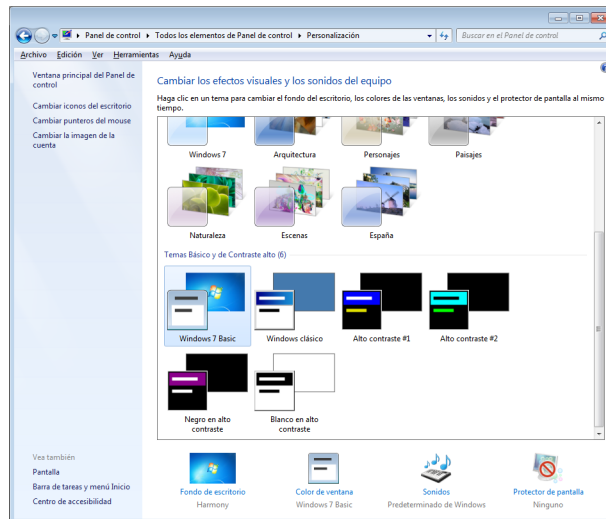 Panel de control ▸ Todos los elementos de Panel de control ▸ Personalización
Buscar en el Panel de control
Archivo Edición Ver Herramientas Ayuda
Ventana principal del Panel de
control
Cambiar iconos del escritorio
Cambiar punteros del mouse
Cambiar la imagen de la
cuenta
Cambiar los efectos visuales y los sonidos del equipo
Haga clic en un tema para cambiar el fondo del escritorio, los colores de las ventanas, los sonidos y el protector de pantalla al mismo
tiempo.
Windows 7 Arquitectura Personajes Paisajes
Naturaleza Escenas España
Temas Básico y de Contraste alto (6)
Windows 7 Basic Windows clásico Alto contraste #1 Alto contraste #2
Negro en alto
contraste
Blanco en alto
contraste
Vea también
Pantalla
Barra de tareas y menú Inicio
Centro de accesibilidad
Fondo de escritorio
Harmony
Color de ventana
Windows 7 Basic
Sonidos
Predeterminado de Windows
Protector de pantalla
Ninguno